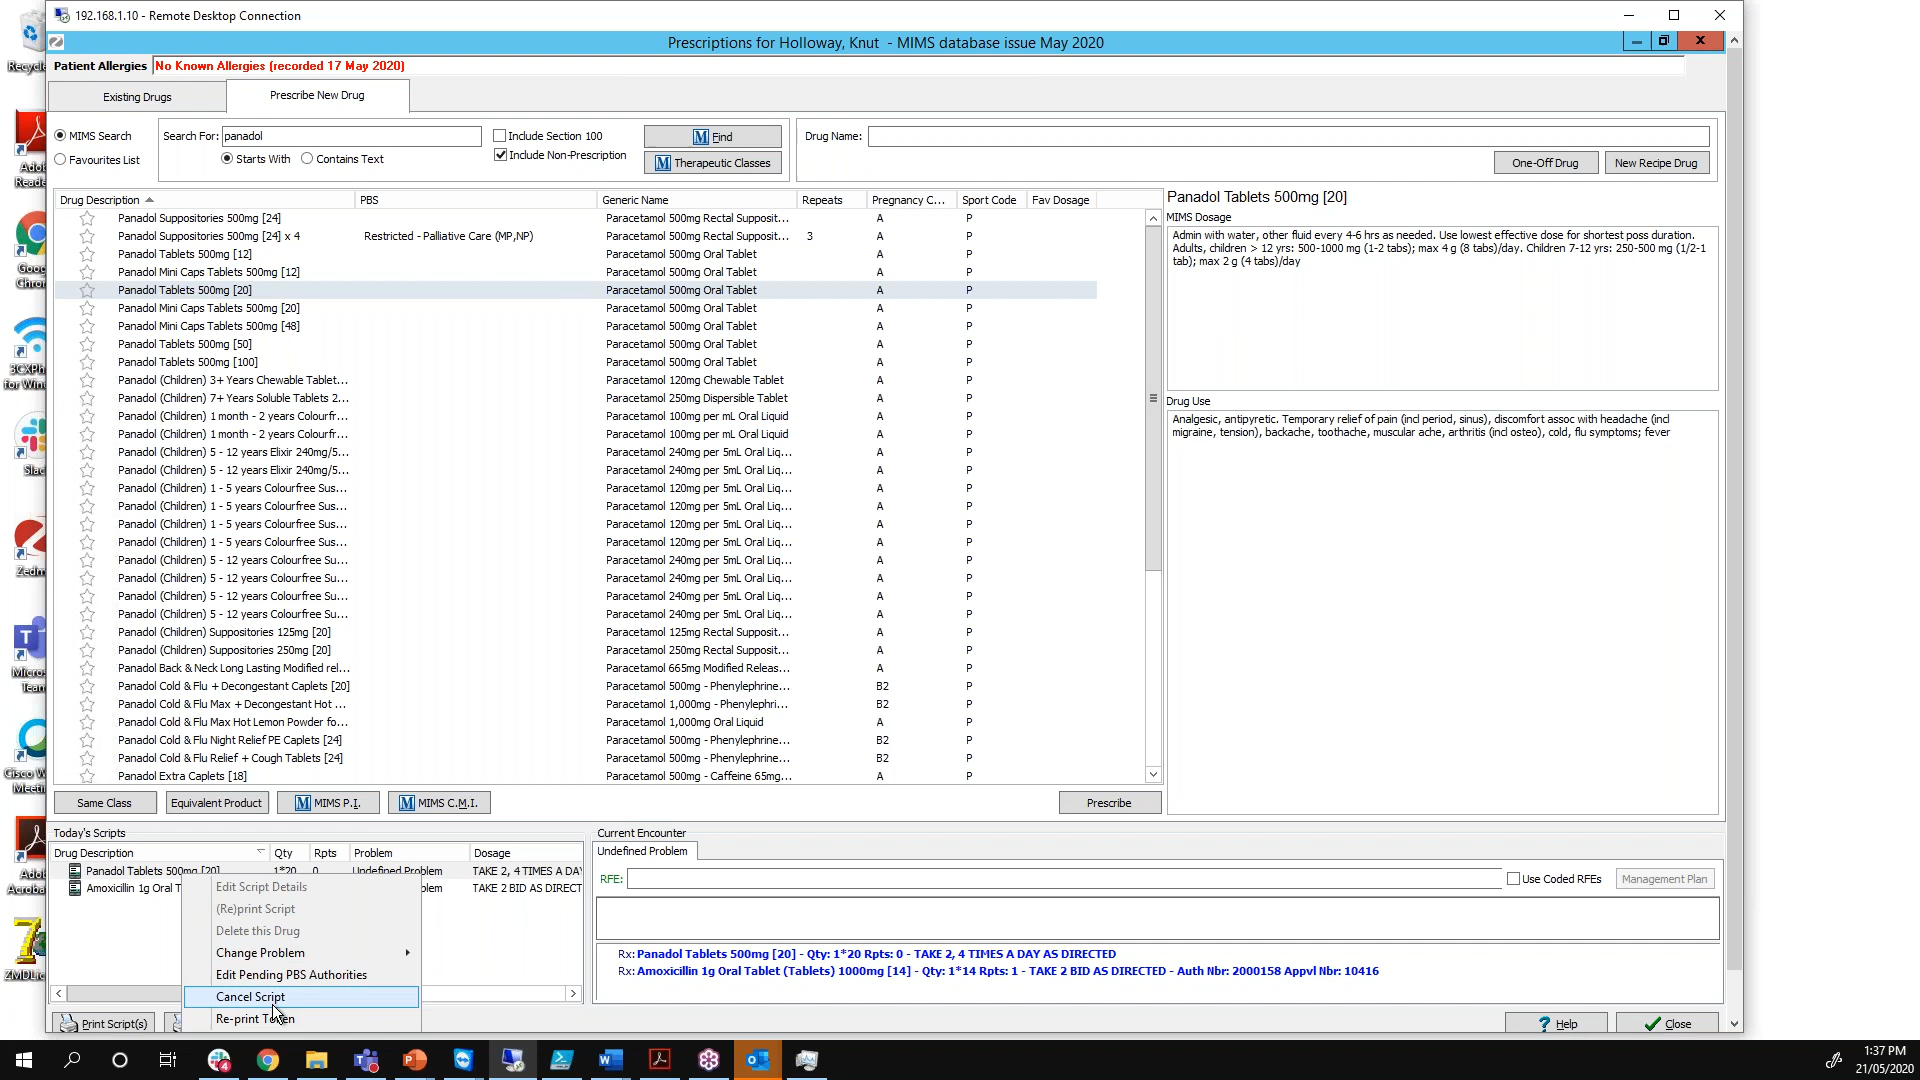 192.168.1.10 - Remote Desktop Connection
Prescriptions for Holloway, Knut - MIMS database issue May 2020
Patient Allergies No Known Allergies (recorded 17 May 2020)
Existing Drugs Prescribe New Drug
MIMS Search Search For: panadol Include Section 100 Find Drug Name:
Favourites List Starts With Contains Text Include Non-Prescription Therapeutic Classes One-Off Drug New Recipe Drug
Drug Description PBS Generic Name Repeats Pregnancy C... Sport Code Fav Dosage
Panadol Suppositories 500mg [24] Paracetamol 500mg Rectal Supposit... A P
Panadol Suppositories 500mg [24] x 4 Restricted - Palliative Care (MP,NP) Paracetamol 500mg Rectal Supposit... 3 A P
Panadol Tablets 500mg [12] Paracetamol 500mg Oral Tablet A P
Panadol Mini Caps Tablets 500mg [12] Paracetamol 500mg Oral Tablet A P
Panadol Tablets 500mg [20] Paracetamol 500mg Oral Tablet A P
Panadol Mini Caps Tablets 500mg [20] Paracetamol 500mg Oral Tablet A P
Panadol Mini Caps Tablets 500mg [48] Paracetamol 500mg Oral Tablet A P
Panadol Tablets 500mg [50] Paracetamol 500mg Oral Tablet A P
Panadol Tablets 500mg [100] Paracetamol 500mg Oral Tablet A P
Panadol (Children) 3+ Years Chewable Tablet... Paracetamol 120mg Chewable Tablet A P
Panadol (Children) 7+ Years Soluble Tablets 2... Paracetamol 250mg Dispersible Tablet A P
Panadol (Children) 1 month - 2 years Colourfr... Paracetamol 100mg per mL Oral Liquid A P
Panadol (Children) 1 month - 2 years Colourfr... Paracetamol 100mg per mL Oral Liquid A P
Panadol (Children) 5 - 12 years Elixir 240mg/5... Paracetamol 240mg per 5mL Oral Liq... A P
Panadol (Children) 5 - 12 years Elixir 240mg/5... Paracetamol 240mg per 5mL Oral Liq... A P
Panadol (Children) 1 - 5 years Colourfree Sus... Paracetamol 120mg per 5mL Oral Liq... A P
Panadol (Children) 1 - 5 years Colourfree Sus... Paracetamol 120mg per 5mL Oral Liq... A P
Panadol (Children) 1 - 5 years Colourfree Sus... Paracetamol 120mg per 5mL Oral Liq... A P
Panadol (Children) 1 - 5 years Colourfree Sus... Paracetamol 120mg per 5mL Oral Liq... A P
Panadol (Children) 5 - 12 years Colourfree Su... Paracetamol 240mg per 5mL Oral Liq... A P
Panadol (Children) 5 - 12 years Colourfree Su... Paracetamol 240mg per 5mL Oral Liq... A P
Panadol (Children) 5 - 12 years Colourfree Su... Paracetamol 240mg per 5mL Oral Liq... A P
Panadol (Children) 5 - 12 years Colourfree Su... Paracetamol 240mg per 5mL Oral Liq... A P
Panadol (Children) Suppositories 125mg [20] Paracetamol 125mg Rectal Supposit... A P
Panadol (Children) Suppositories 250mg [20] Paracetamol 250mg Rectal Supposit... A P
Panadol Back & Neck Long Lasting Modified rel... Paracetamol 665mg Modified Releas... A P
Panadol Cold & Flu + Decongestant Caplets [20] Paracetamol 500mg - Phenylephrine... B2 P
Panadol Cold & Flu Max + Decongestant Hot ... Paracetamol 1,000mg - Phenylephri... B2 P
Panadol Cold & Flu Max Hot Lemon Powder fo... Paracetamol 1,000mg Oral Liquid A P
Panadol Cold & Flu Night Relief PE Caplets [24] Paracetamol 500mg - Phenylephrine... B2 P
Panadol Cold & Flu Relief + Cough Tablets [24] Paracetamol 500mg - Phenylephrine... B2 P
Panadol Extra Caplets [18] Paracetamol 500mg - Caffeine 65mg... A P
Panadol Tablets 500mg [20]
MIMS Dosage
Admin with water, other fluid every 4-6 hrs as needed. Use lowest effective dose for shortest poss duration.
Adults, children > 12 yrs: 500-1000 mg (1-2 tabs); max 4 g (8 tabs)/day. Children 7-12 yrs: 250-500 mg (1/2-1
tab); max 2 g (4 tabs)/day
Drug Use
Analgesic, antipyretic. Temporary relief of pain (incl period, sinus), discomfort assoc with headache (incl
migraine, tension), backache, toothache, muscular ache, arthritis (incl osteo), cold, flu symptoms; fever
Same Class Equivalent Product MIMS P.I. MIMS C.M.I. Prescribe
Today's Scripts
Drug Description Qty Rpts Problem Dosage
Panadol Tablets 500mg [20] 1*20 0 Undefined Problem TAKE 2, 4 TIMES A DA
Amoxicillin 1g Oral T TAKE 2 BID AS DIRECT
Edit Script Details
(Re)print Script
Delete this Drug
Change Problem
Edit Pending PBS Authorities
Cancel Script
Re-print Token
Print Script(s)
Current Encounter
Undefined Problem
RFE: Use Coded RFEs Management Plan
Rx: Panadol Tablets 500mg [20] - Qty: 1*20 Rpts: 0 - TAKE 2, 4 TIMES A DAY AS DIRECTED
Rx: Amoxicillin 1g Oral Tablet (Tablets) 1000mg [14] - Qty: 1*14 Rpts: 1 - TAKE 2 BID AS DIRECTED - Auth Nbr: 2000158 Appvl Nbr: 10416
Help Close
1:37 PM
21/05/2020